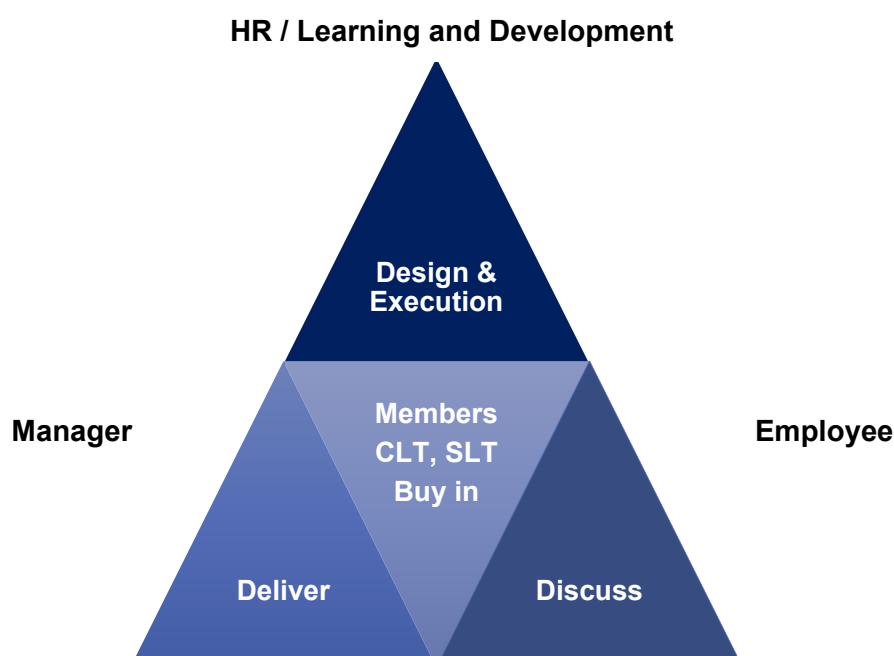 HR / Learning and Development
Design &
Execution
Members
CLT, SLT
Buy in
Manager
Employee
Deliver
Discuss